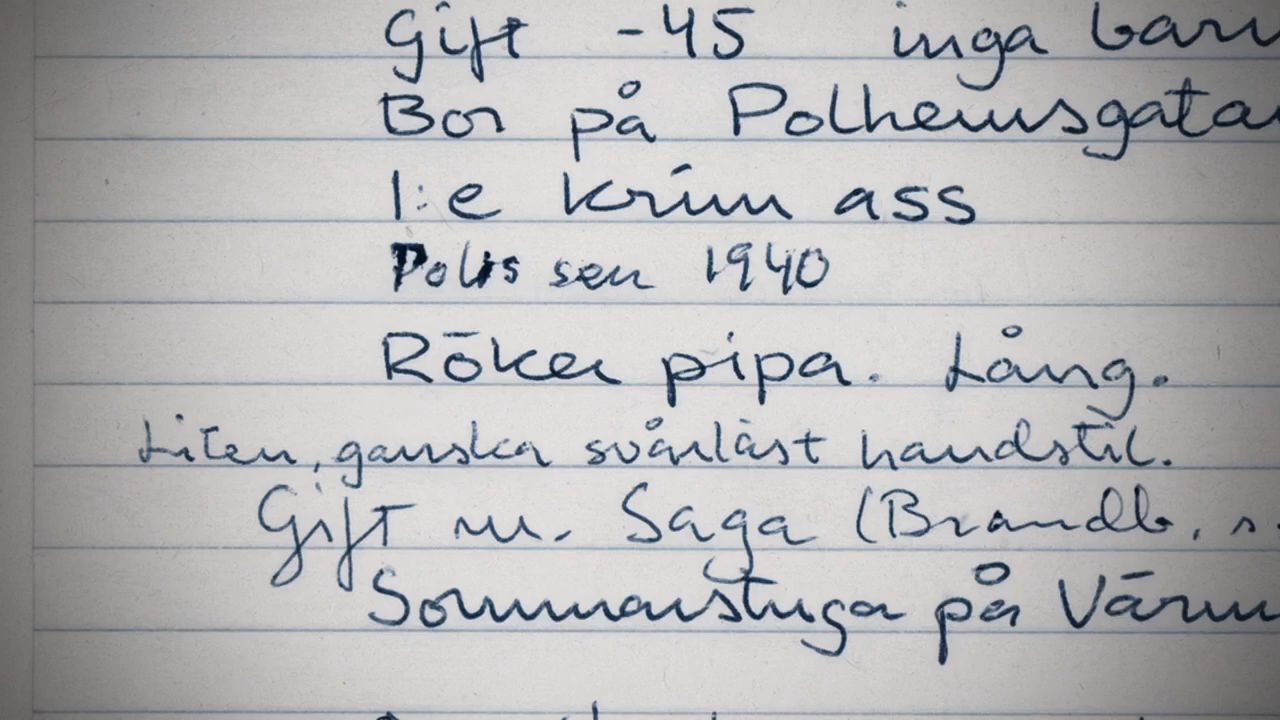 Gift -45 inga barn
Bor på Polhemsgatan
1:e krim ass
Polis sen 1940
Röker pipa. Lång.
Liten, ganska svårläst handstil.
Gift m. Saga (Brandb. s
Sommarstuga på Värm